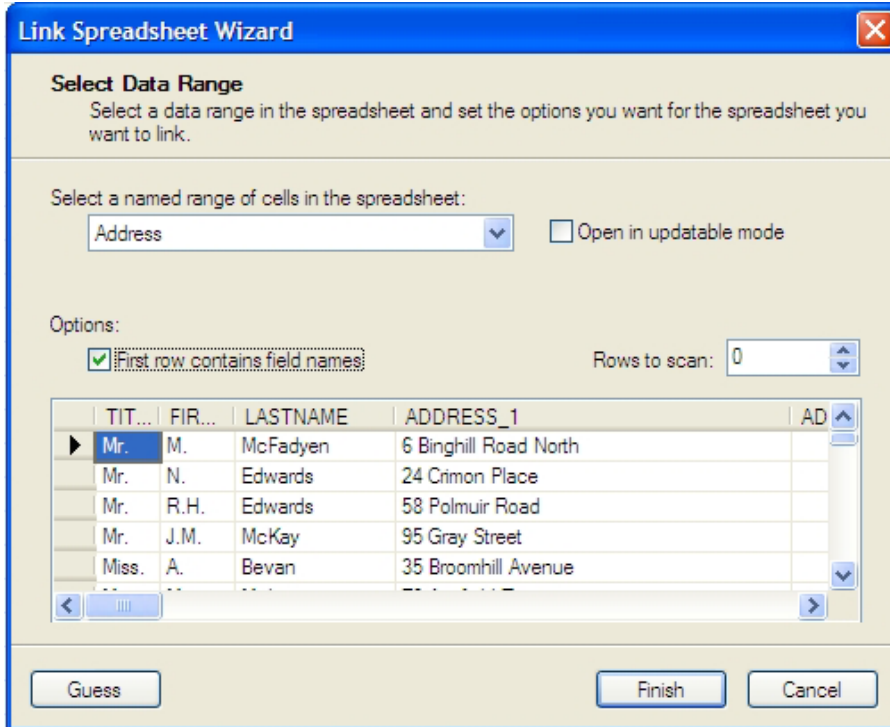 Link Spreadsheet Wizard
Select Data Range
Select a data range in the spreadsheet and set the options you want for the spreadsheet you
want to link.
Select a named range of cells in the spreadsheet:
Address
Open in updatable mode
Options:
First row contains field names
Rows to scan: 0
TIT... FIR... LASTNAME ADDRESS_1 AD
Mr. M. McFadyen 6 Binghill Road North
Mr. N. Edwards 24 Crimon Place
Mr. R.H. Edwards 58 Polmuir Road
Mr. J.M. McKay 95 Gray Street
Miss. A. Bevan 35 Broomhill Avenue
Guess Finish Cancel